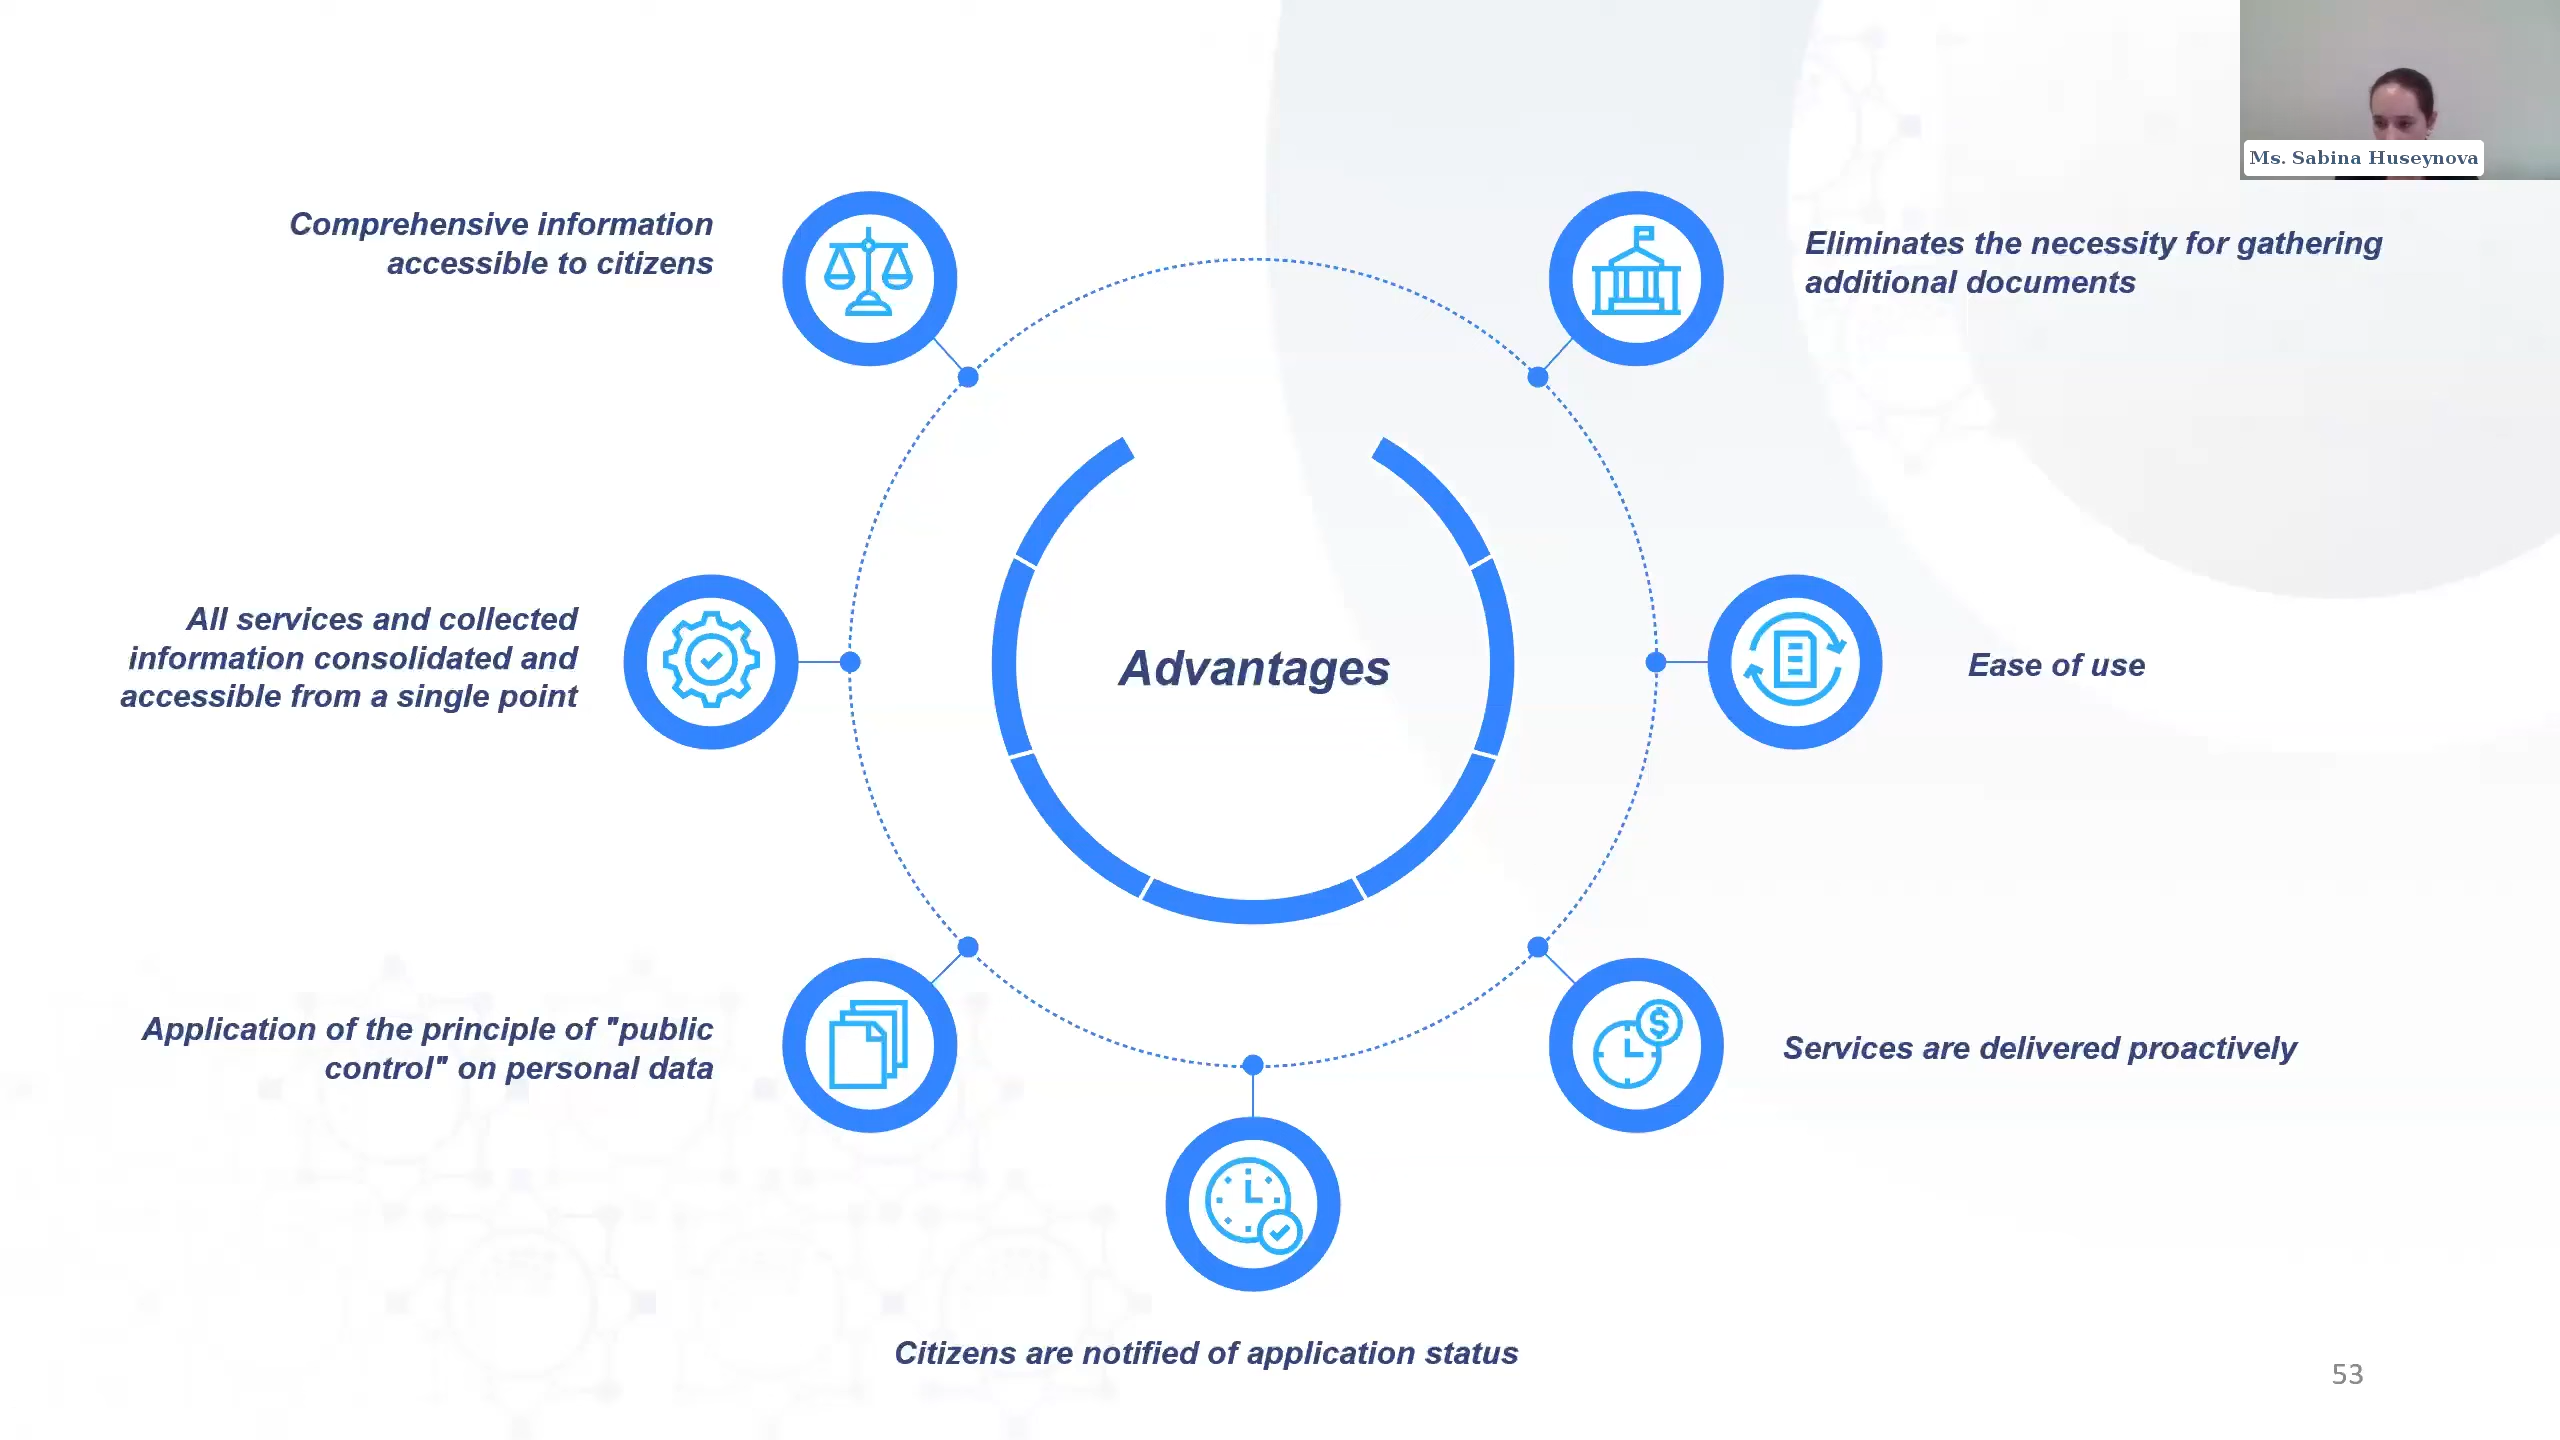 Ms. Sabina Huseynova
Comprehensive information
accessible to citizens
Eliminates the necessity for gathering
additional documents
All services and collected
information consolidated and
accessible from a single point
Advantages
Ease of use
Application of the principle of "public
control" on personal data
Services are delivered proactively
Citizens are notified of application status
53